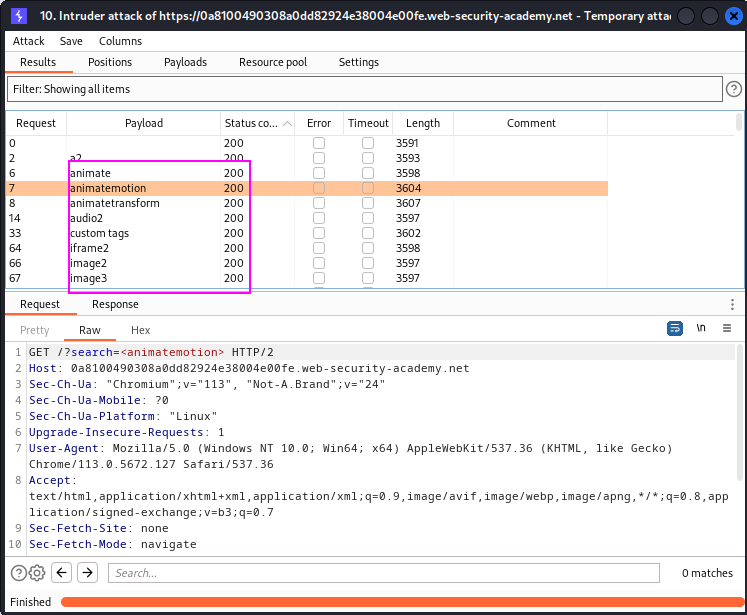 10. Intruder attack of https://0a8100490308a0dd82924e38004e00fe.web-security-academy.net - Temporary atta
Attack Save Columns
Results Positions Payloads Resource pool Settings
Filter: Showing all items ?
Request Payload Status co... Error Timeout Length Comment
0 200 3591
2 a2 200 3593
6 animate 200 3598
7 animatemotion 200 3604
8 animatetransform 200 3607
14 audio2 200 3597
33 custom tags 200 3602
64 iframe2 200 3598
66 image2 200 3597
67 image3 200 3597
Request Response
Pretty Raw Hex \n
1 GET /?search=<animatemotion> HTTP/2
2 Host: 0a8100490308a0dd82924e38004e00fe.web-security-academy.net
3 Sec-Ch-Ua: "Chromium";v="113", "Not-A.Brand";v="24"
4 Sec-Ch-Ua-Mobile: ?0
5 Sec-Ch-Ua-Platform: "Linux"
6 Upgrade-Insecure-Requests: 1
7 User-Agent: Mozilla/5.0 (Windows NT 10.0; Win64; x64) AppleWebKit/537.36 (KHTML, like Gecko)
Chrome/113.0.5672.127 Safari/537.36
8 Accept:
text/html,application/xhtml+xml,application/xml;q=0.9,image/avif,image/webp,image/apng,*/*;q=0.8,app
lication/signed-exchange;v=b3;q=0.7
9 Sec-Fetch-Site: none
10 Sec-Fetch-Mode: navigate
? Search... 0 matches
Finished